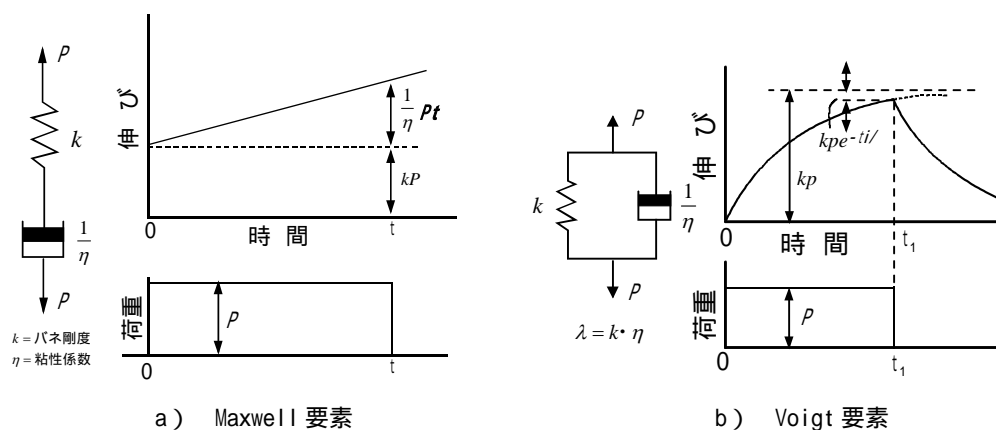 P
k
1/η
P
k = バネ剛度
η = 粘性係数
伸び
1/η Pt
kP
0
時間
t
荷重
P
0
t
a) Maxwell 要素
P
k
1/η
P
λ = k・η
伸び
kpe^-ti/
kp
0
時間
t₁
荷重
P
0
t₁
b) Voigt 要素